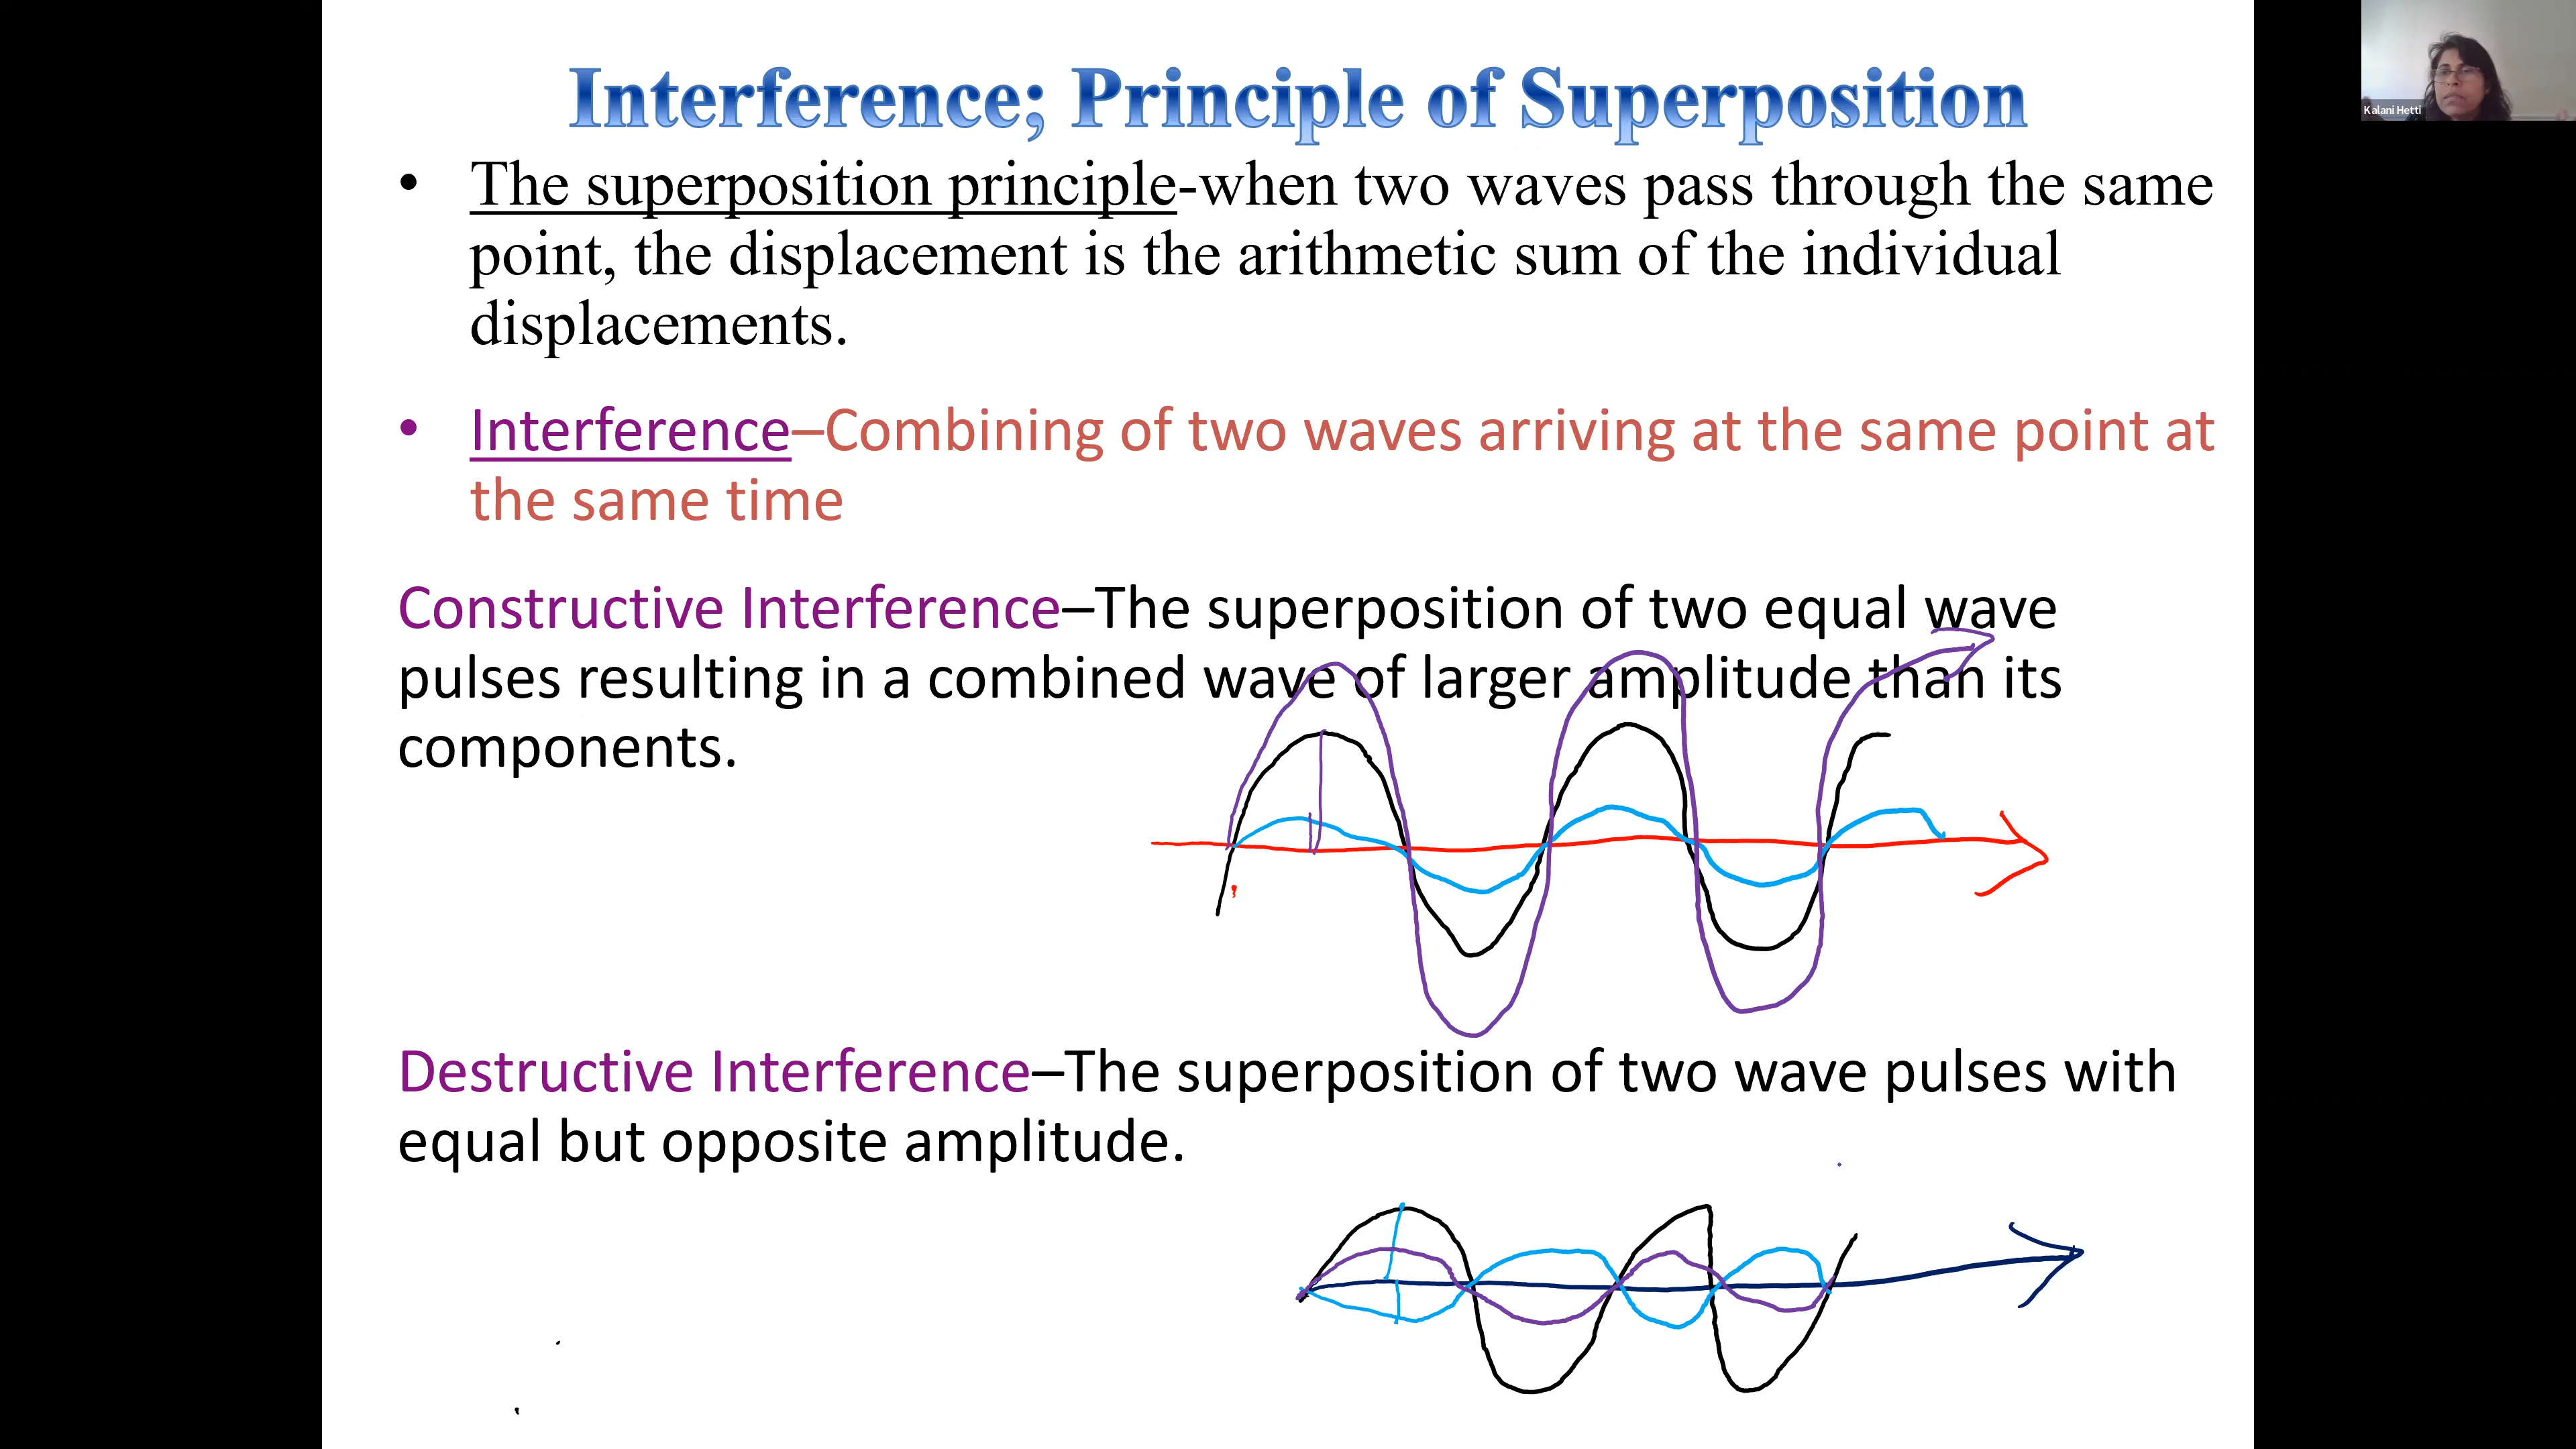 Interference; Principle of Superposition
• The superposition principle-when two waves pass through the same
point, the displacement is the arithmetic sum of the individual
displacements.
• Interference–Combining of two waves arriving at the same point at
the same time
Constructive Interference–The superposition of two equal wave
pulses resulting in a combined wave of larger amplitude than its
components.
Destructive Interference–The superposition of two wave pulses with
equal but opposite amplitude.
Kalani Hetti